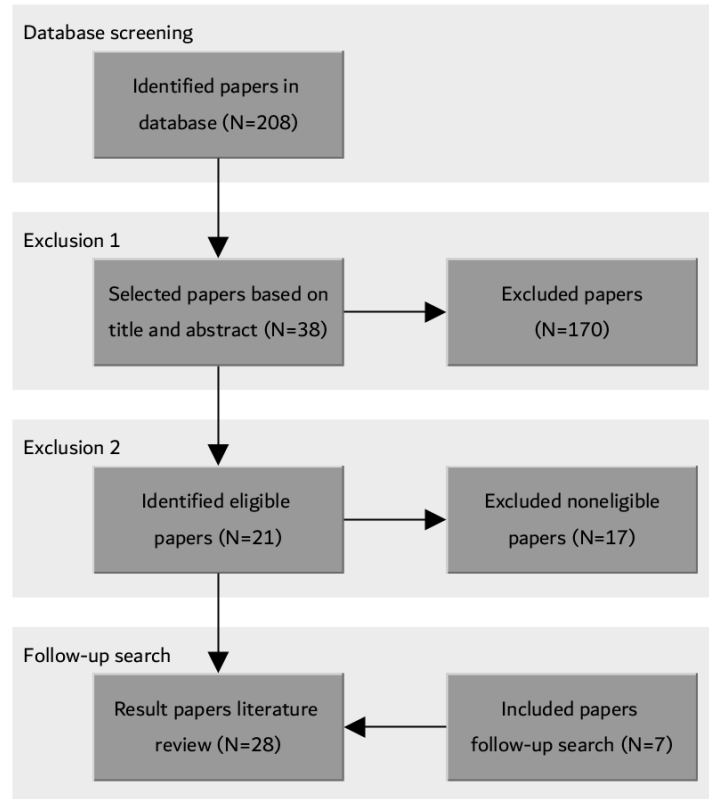 Database screening
Identified papers in
database (N=208)
Exclusion 1
Selected papers based on
title and abstract (N=38)
Excluded papers
(N=170)
Exclusion 2
Identified eligible
papers (N=21)
Excluded noneligible
papers (N=17)
Follow-up search
Result papers literature
review (N=28)
Included papers
follow-up search (N=7)